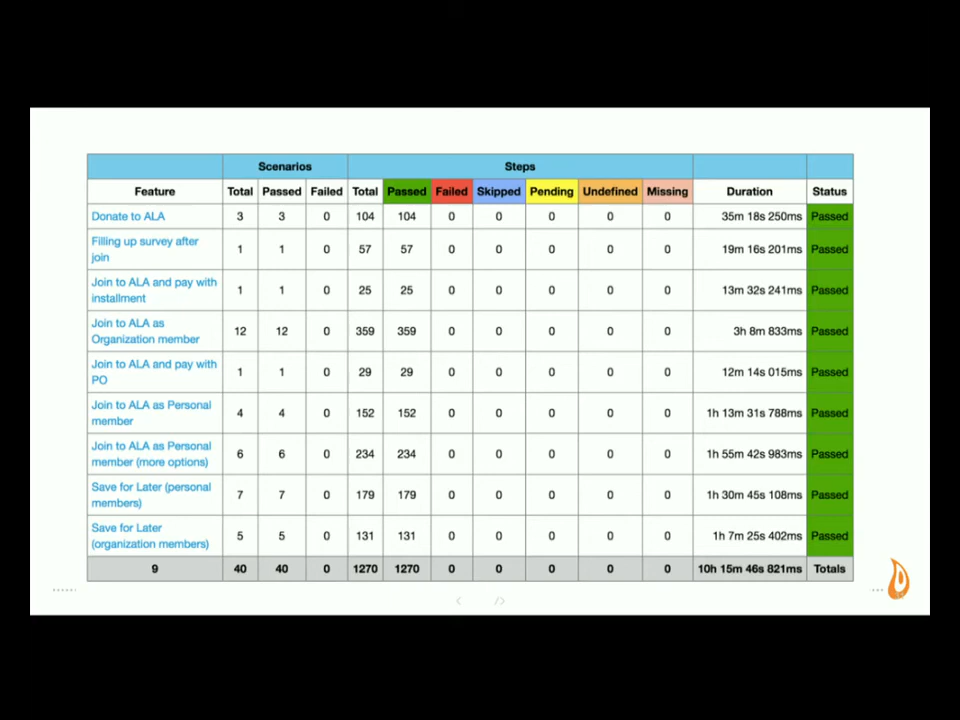 Scenarios Steps
Feature Total Passed Failed Total Passed Failed Skipped Pending Undefined Missing Duration Status
Donate to ALA 3 3 0 104 104 0 0 0 0 0 35m 18s 250ms Passed
Filling up survey after
join 1 1 0 57 57 0 0 0 0 0 19m 16s 201ms Passed
Join to ALA and pay with
installment 1 1 0 25 25 0 0 0 0 0 13m 32s 241ms Passed
Join to ALA as
Organization member 12 12 0 359 359 0 0 0 0 0 3h 8m 833ms Passed
Join to ALA and pay with
PO 1 1 0 29 29 0 0 0 0 0 12m 14s 015ms Passed
Join to ALA as Personal
member 4 4 0 152 152 0 0 0 0 0 1h 13m 31s 788ms Passed
Join to ALA as Personal
member (more options) 6 6 0 234 234 0 0 0 0 0 1h 55m 42s 983ms Passed
Save for Later (personal
members) 7 7 0 179 179 0 0 0 0 0 1h 30m 45s 108ms Passed
Save for Later
(organization members) 5 5 0 131 131 0 0 0 0 0 1h 7m 25s 402ms Passed
9 40 40 0 1270 1270 0 0 0 0 0 10h 15m 46s 821ms Totals